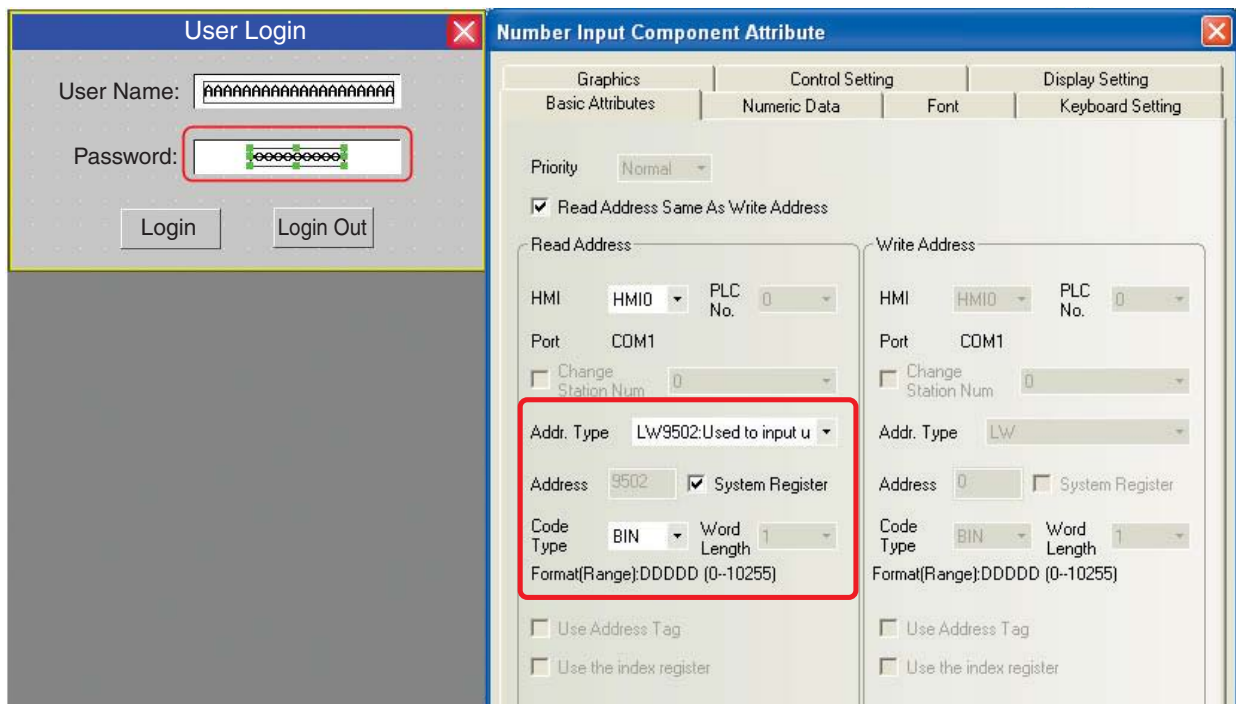 User Login
User Name: AAAAAAAAAAAAAAAAAAAA
Password:
Login Login Out
Number Input Component Attribute
Graphics Control Setting Display Setting
Basic Attributes Numeric Data Font Keyboard Setting
Priority Normal
Read Address Same As Write Address
Read Address
HMI HMI0 PLC No. 0
Port COM1
Change Station Num 0
Addr. Type LW9502:Used to input u
Address 9502 System Register
Code Type BIN Word Length 1
Format(Range):DDDDD (0--10255)
Use Address Tag
Use the index register
Write Address
HMI HMI0 PLC No. 0
Port COM1
Change Station Num 0
Addr. Type LW
Address 0 System Register
Code Type BIN Word Length 1
Format(Range):DDDDD (0--10255)
Use Address Tag
Use the index register